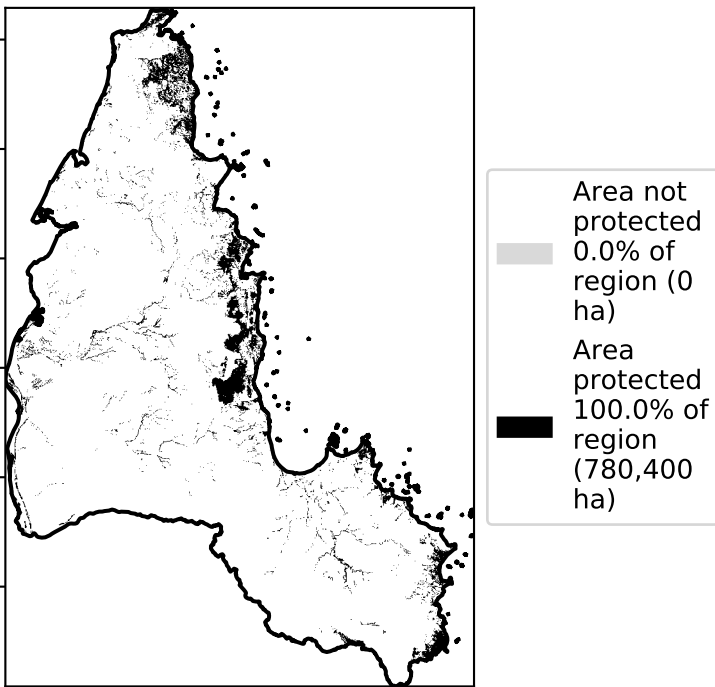 Area not
protected
0.0% of
region (0
ha)
Area
protected
100.0% of
region
(780,400
ha)